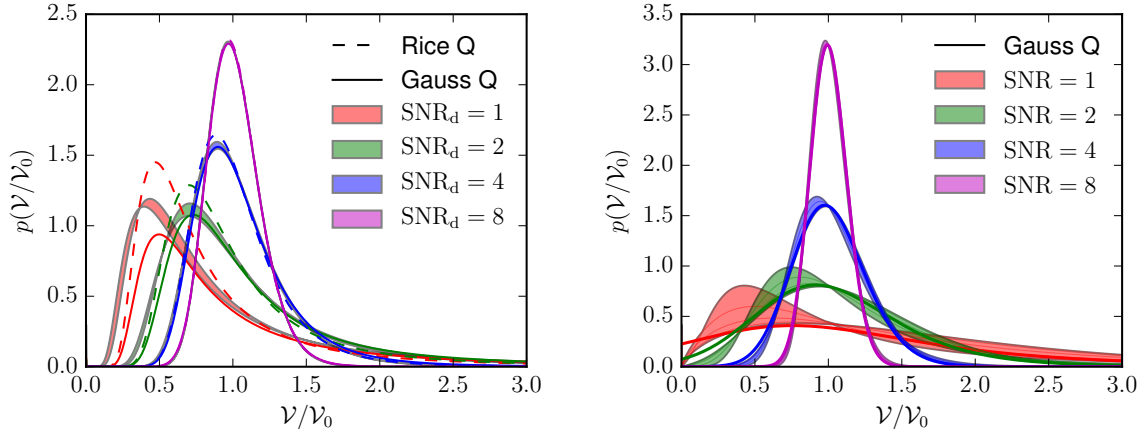 2.5
2.0
1.5
1.0
0.5
0.0
0.0 0.5 1.0 1.5 2.0 2.5 3.0
p(𝒱/𝒱₀)
𝒱/𝒱₀
Rice Q
Gauss Q
SNR_d = 1
SNR_d = 2
SNR_d = 4
SNR_d = 8
3.5
3.0
2.5
2.0
1.5
1.0
0.5
0.0
0.0 0.5 1.0 1.5 2.0 2.5 3.0
p(𝒱/𝒱₀)
𝒱/𝒱₀
Gauss Q
SNR = 1
SNR = 2
SNR = 4
SNR = 8